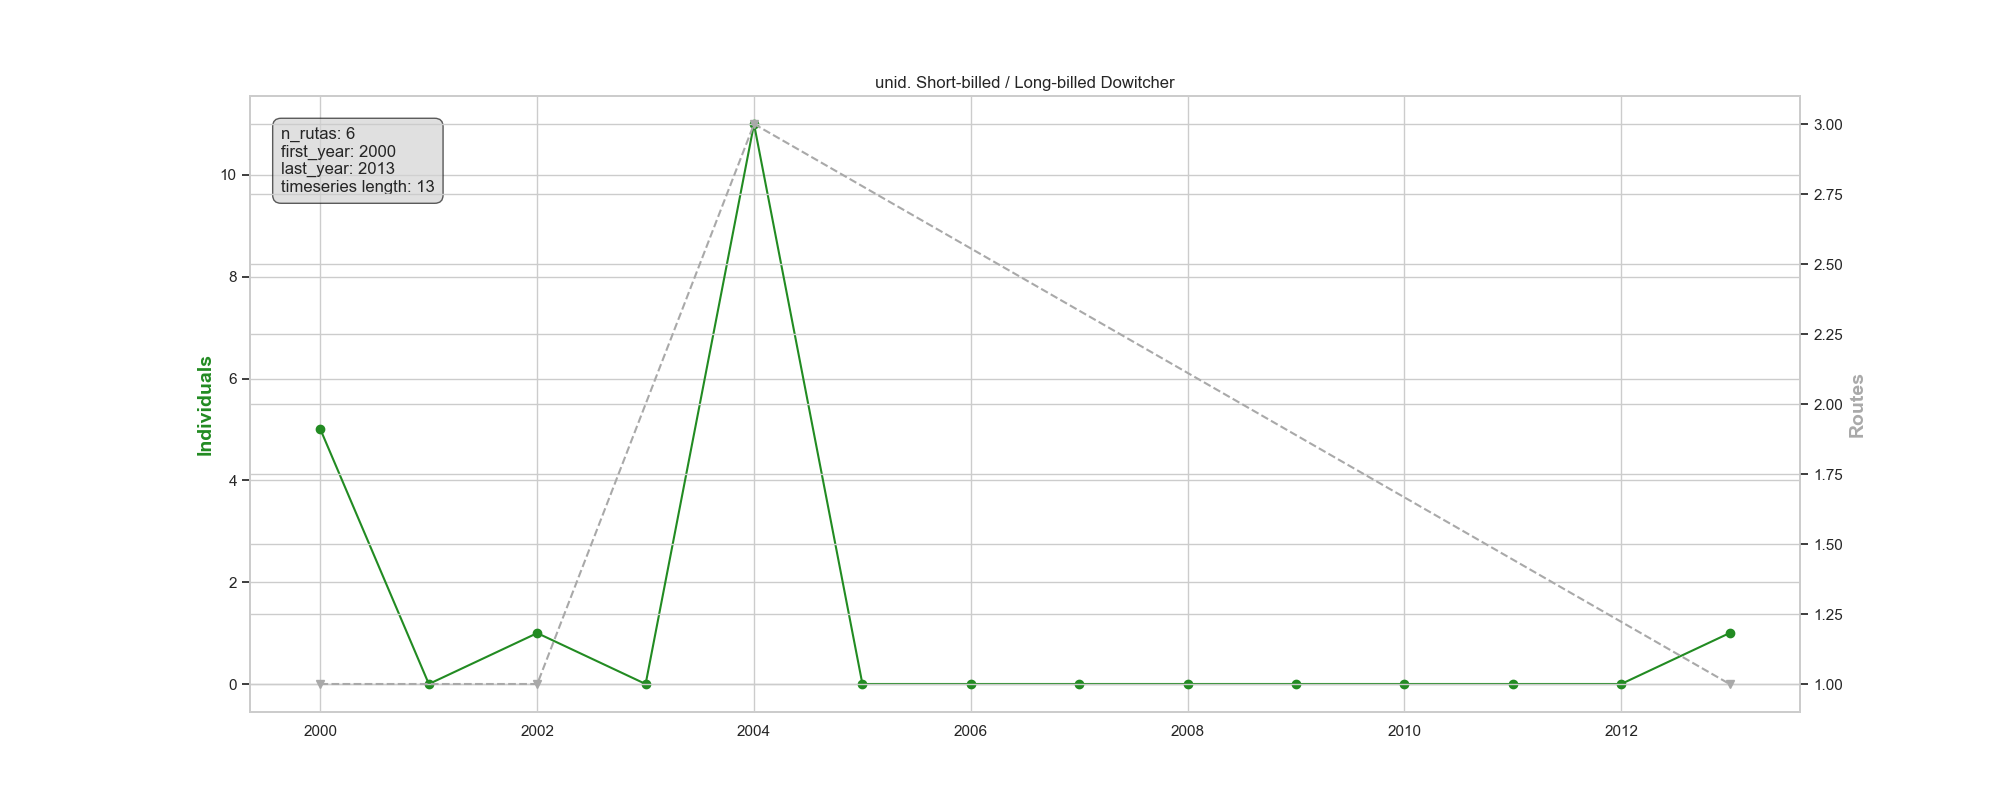 unid. Short-billed / Long-billed Dowitcher
n_rutas: 6
first_year: 2000
last_year: 2013
timeseries length: 13
Individuals
10
8
6
4
2
0
3.00
2.75
2.50
2.25
2.00
1.75
1.50
1.25
1.00
Routes
2000 2002 2004 2006 2008 2010 2012